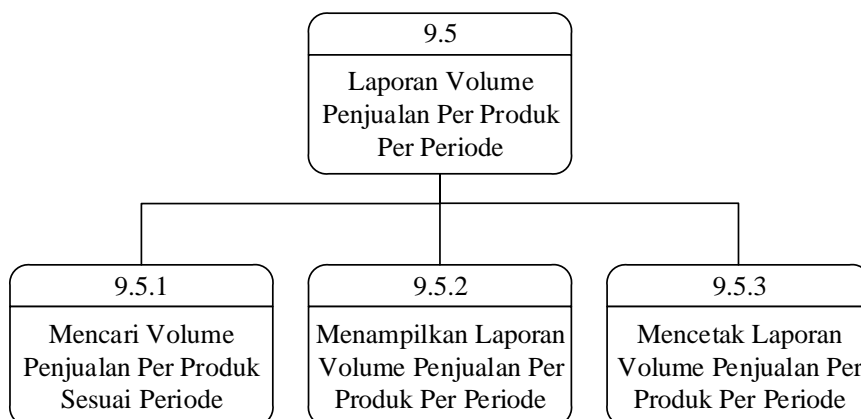 9.5
Laporan Volume
Penjualan Per Produk
Per Periode
9.5.1
Mencari Volume
Penjualan Per Produk
Sesuai Periode
9.5.2
Menampilkan Laporan
Volume Penjualan Per
Produk Per Periode
9.5.3
Mencetak Laporan
Volume Penjualan Per
Produk Per Periode